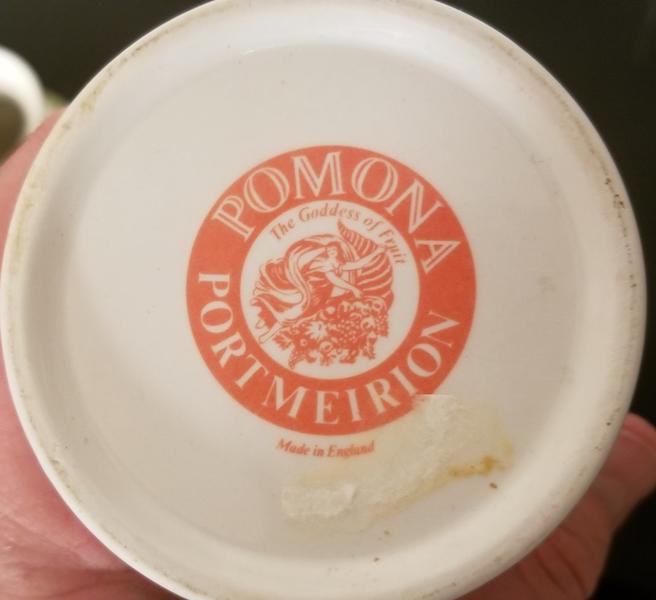 POMONA
The Goddess of Fruit
PORTMEIRION
Made in England